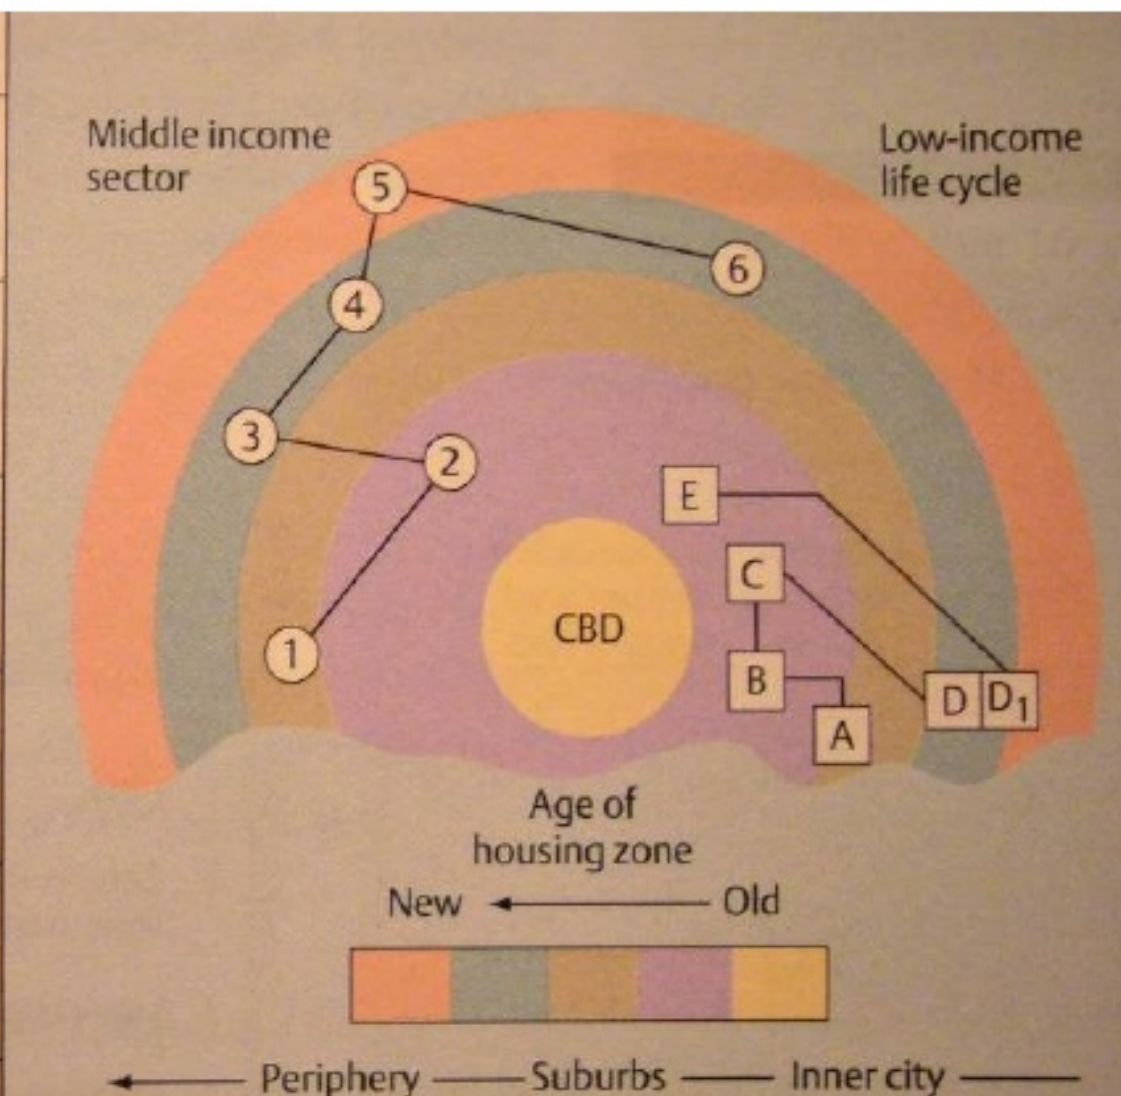 Middle income
sector
Low-income
life cycle
5
6
4
3
2
1
E
C
B
A
D D1
CBD
Age of
housing zone
New Old
Periphery Suburbs Inner city